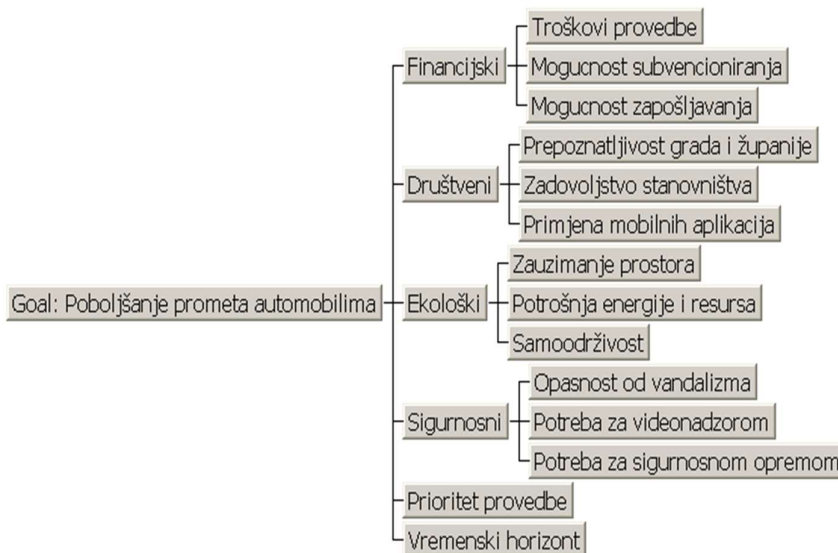 Goal: Poboljšanje prometa automobilima
Financijski
Troškovi provedbe
Mogucnost subvencioniranja
Mogucnost zapošljavanja
Društveni
Prepoznatljivost grada i županije
Zadovoljstvo stanovništva
Primjena mobilnih aplikacija
Ekološki
Zauzimanje prostora
Potrošnja energije i resursa
Samoodrživost
Sigurnosni
Opasnost od vandalizma
Potreba za videonadzorom
Potreba za sigurnosnom opremom
Prioritet provedbe
Vremenski horizont